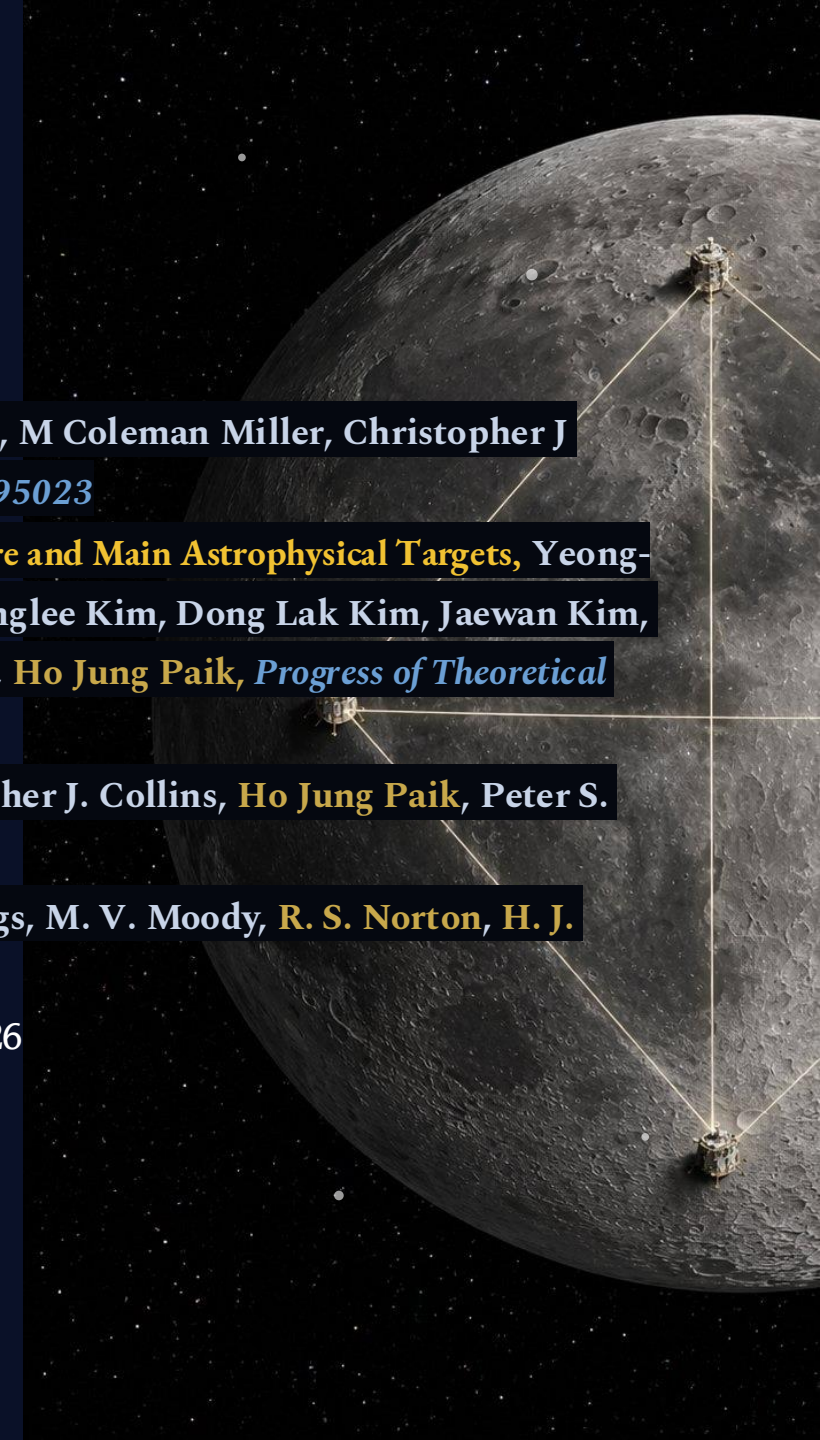 , M Coleman Miller, Christopher J
95023
re and Main Astrophysical Targets, Yeong-
nglee Kim, Dong Lak Kim, Jaewan Kim,
Ho Jung Paik, Progress of Theoretical
her J. Collins, Ho Jung Paik, Peter S.
gs, M. V. Moody, R. S. Norton, H. J.
26